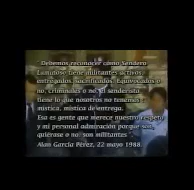 Debemos reconocer como Sendero
Luminoso tiene militantes activos,
entregados, sacrificados. Equivocados o
no, criminales o no, el senderista
tiene lo que nosotros no tenemos:
mística, mística de entrega.
Esa es gente que merece nuestro respeto
y mi personal admiración porque son,
quiérase o no, son militantes.
Alan García Pérez, 22 mayo 1988.